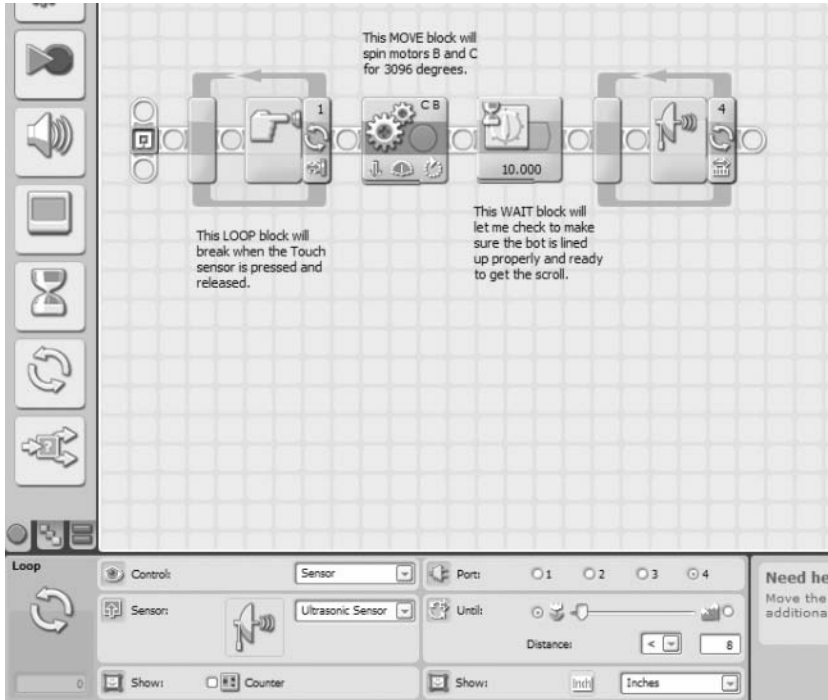 This MOVE block will
spin motors B and C
for 3096 degrees.
1
C B
4
10.000
This LOOP block will
break when the Touch
sensor is pressed and
released.
This WAIT block will
let me check to make
sure the bot is lined
up properly and ready
to get the scroll.
Loop
Control:
Sensor
Port:
1
2
3
4
Need he
Move the
additiona
Sensor:
Ultrasonic Sensor
Until:
Distance:
<
8
0
Show:
Counter
Show:
Inch
Inches